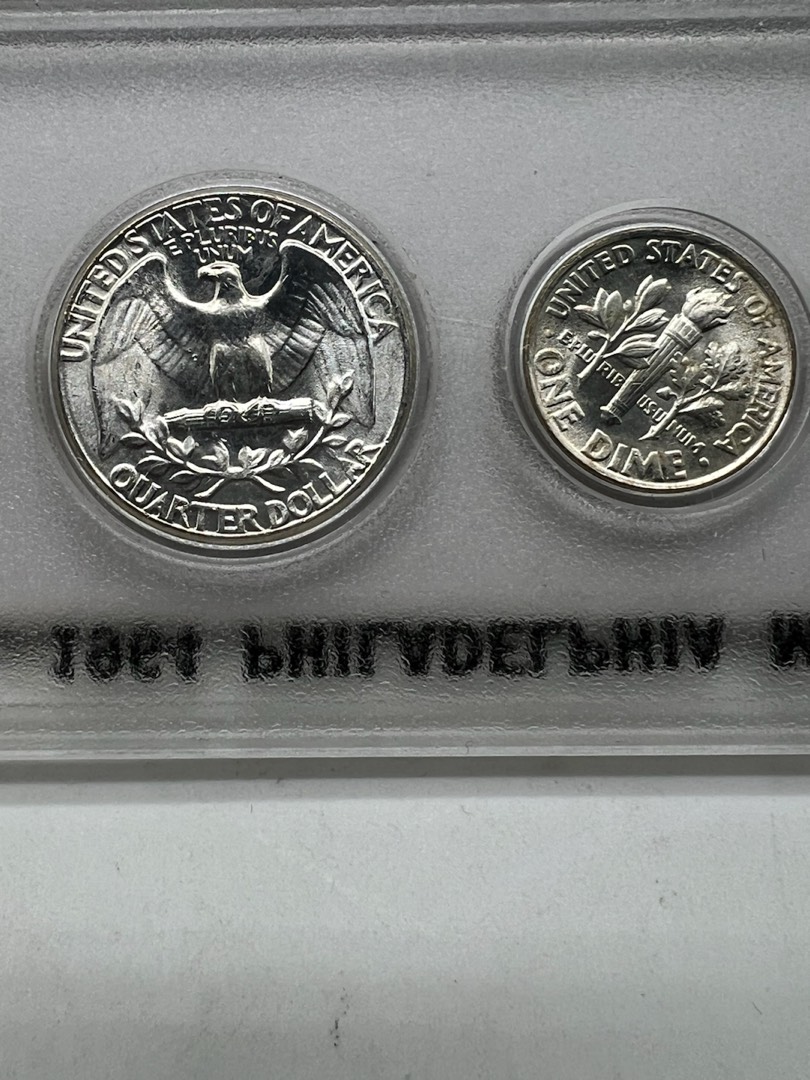 UNITED STATES OF AMERICA
E PLURIBUS
UNUM
QUARTER DOLLAR
UNITED STATES OF AMERICA
E PLURIBUS UNUM
ONE DIME
1964 PHILADELPHIA M